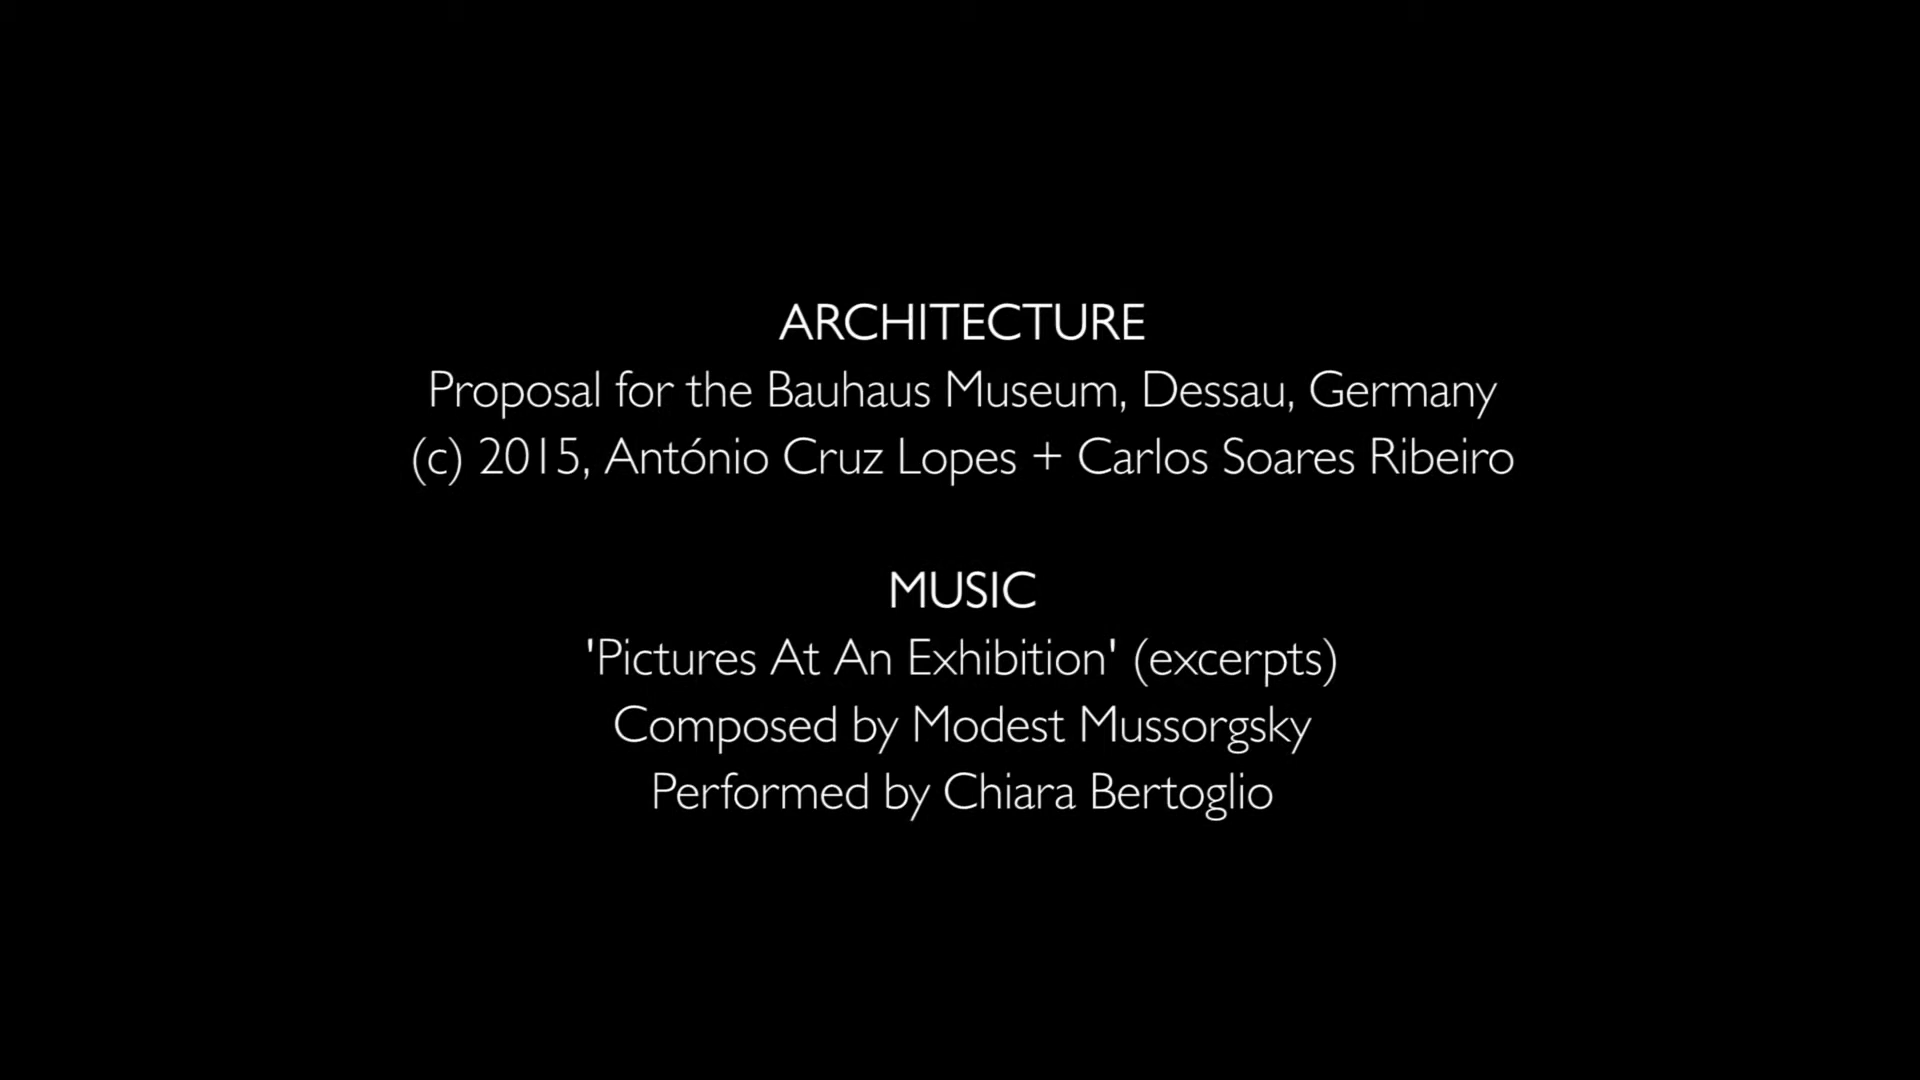 ARCHITECTURE
Proposal for the Bauhaus Museum, Dessau, Germany
(c) 2015, António Cruz Lopes + Carlos Soares Ribeiro
MUSIC
'Pictures At An Exhibition' (excerpts)
Composed by Modest Mussorgsky
Performed by Chiara Bertoglio